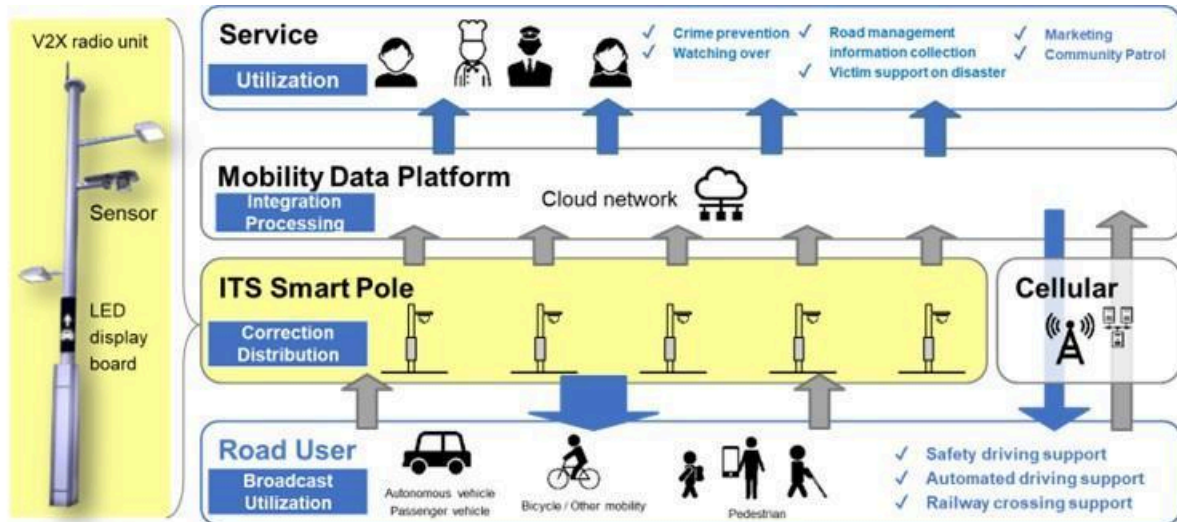 V2X radio unit
Sensor
LED
display
board
Service
Utilization
✓ Crime prevention
✓ Watching over
✓ Road management
information collection
✓ Victim support on disaster
✓ Marketing
✓ Community Patrol
Mobility Data Platform
Integration
Processing
Cloud network
ITS Smart Pole
Correction
Distribution
Cellular
Road User
Broadcast
Utilization
Autonomous vehicle
Passenger vehicle
Bicycle / Other mobility
Pedestrian
✓ Safety driving support
✓ Automated driving support
✓ Railway crossing support